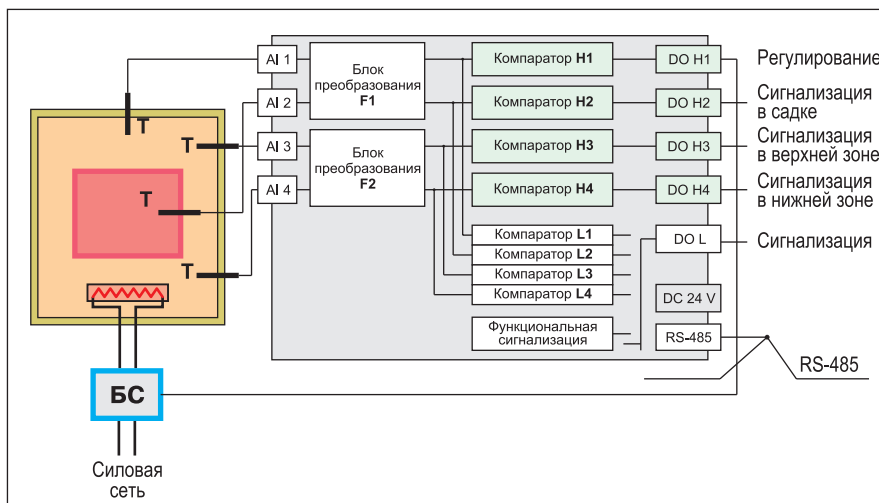 AI 1
Блок
преобразования
F1
Компаратор H1
DO H1
Регулирование
AI 2
Компаратор H2
DO H2
Сигнализация
в садке
T
T
AI 3
Блок
преобразования
F2
Компаратор H3
DO H3
Сигнализация
в верхней зоне
T
AI 4
Компаратор H4
DO H4
Сигнализация
в нижней зоне
T
Компаратор L1
Компаратор L2
Компаратор L3
Компаратор L4
DO L
Сигнализация
DC 24 V
Функциональная
сигнализация
RS-485
RS-485
БС
Силовая
сеть